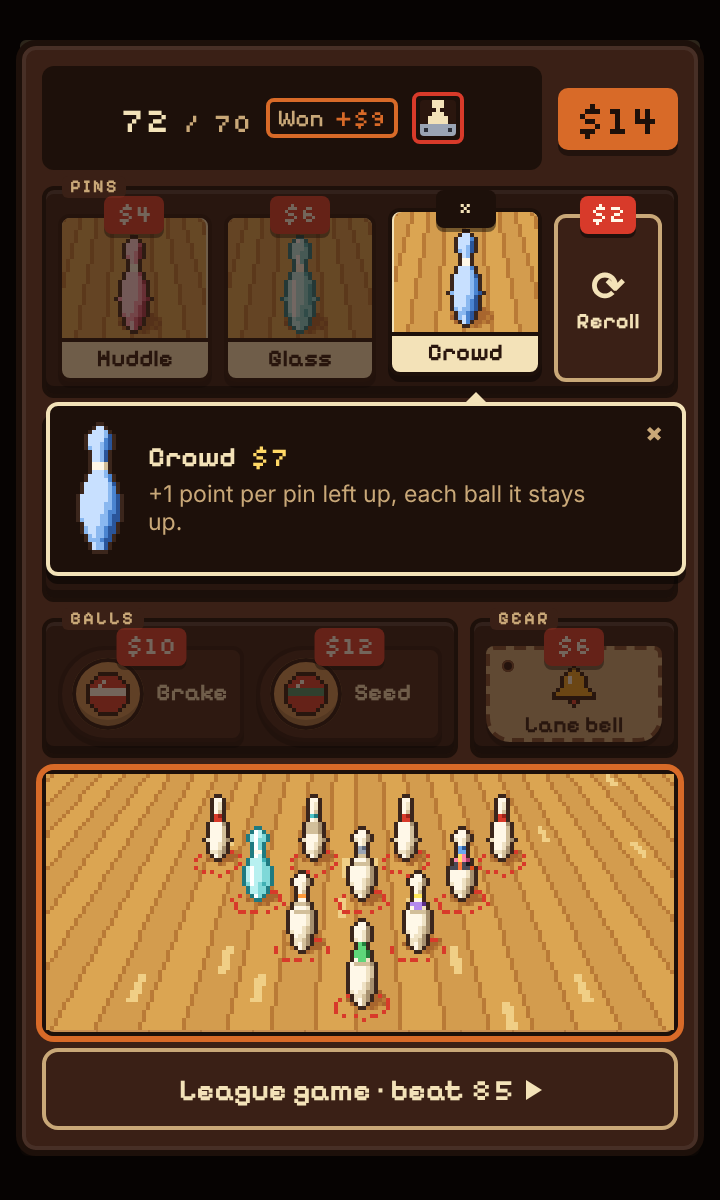 72 / 70 Won +$9
$14
PINS
$4
$6
x
$2
Huddle
Glass
Crowd
Reroll
Crowd $7
+1 point per pin left up, each ball it stays
up.
BALLS
GEAR
$10
$12
$6
Brake
Seed
Lane bell
League game · beat 85